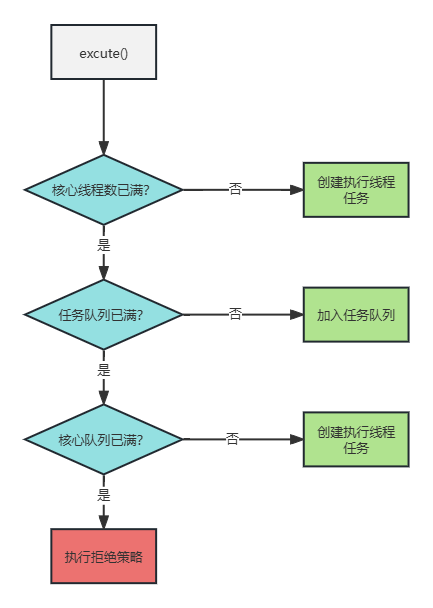 excute()
核心线程数已满?
否
创建执行线程
任务
是
任务队列已满?
否
加入任务队列
是
核心队列已满?
否
创建执行线程
任务
是
执行拒绝策略